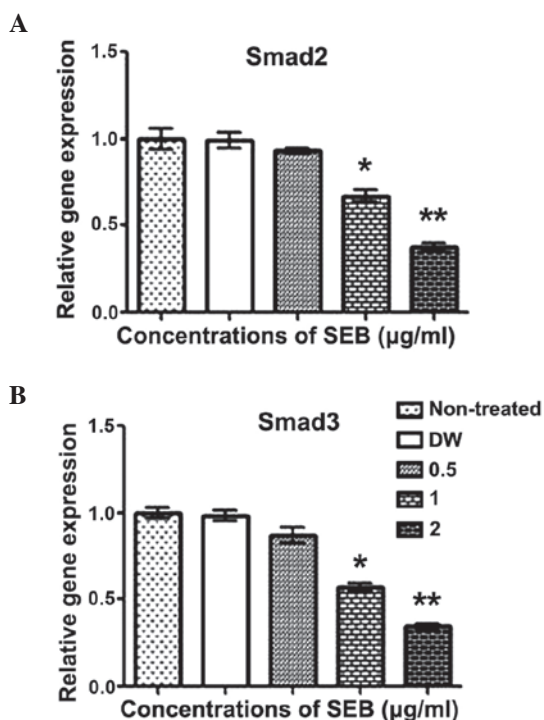 A
Smad2
Relative gene expression
1.5
1.0
0.5
0.0
*
**
Concentrations of SEB (µg/ml)
B
Smad3
Relative gene expression
1.5
1.0
0.5
0.0
*
**
Non-treated
DW
0.5
1
2
Concentrations of SEB (µg/ml)